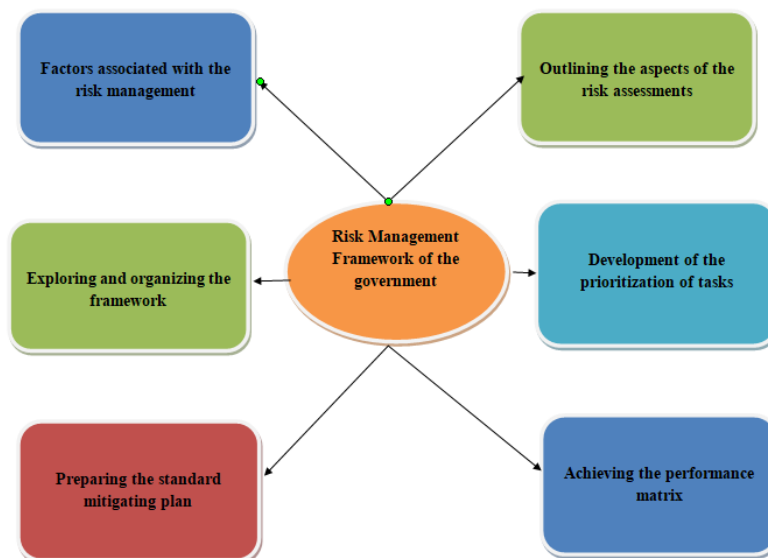 Factors associated with the
risk management
Outlining the aspects of the
risk assessments
Risk Management
Framework of the
government
Exploring and organizing the
framework
Development of the
prioritization of tasks
Preparing the standard
mitigating plan
Achieving the performance
matrix